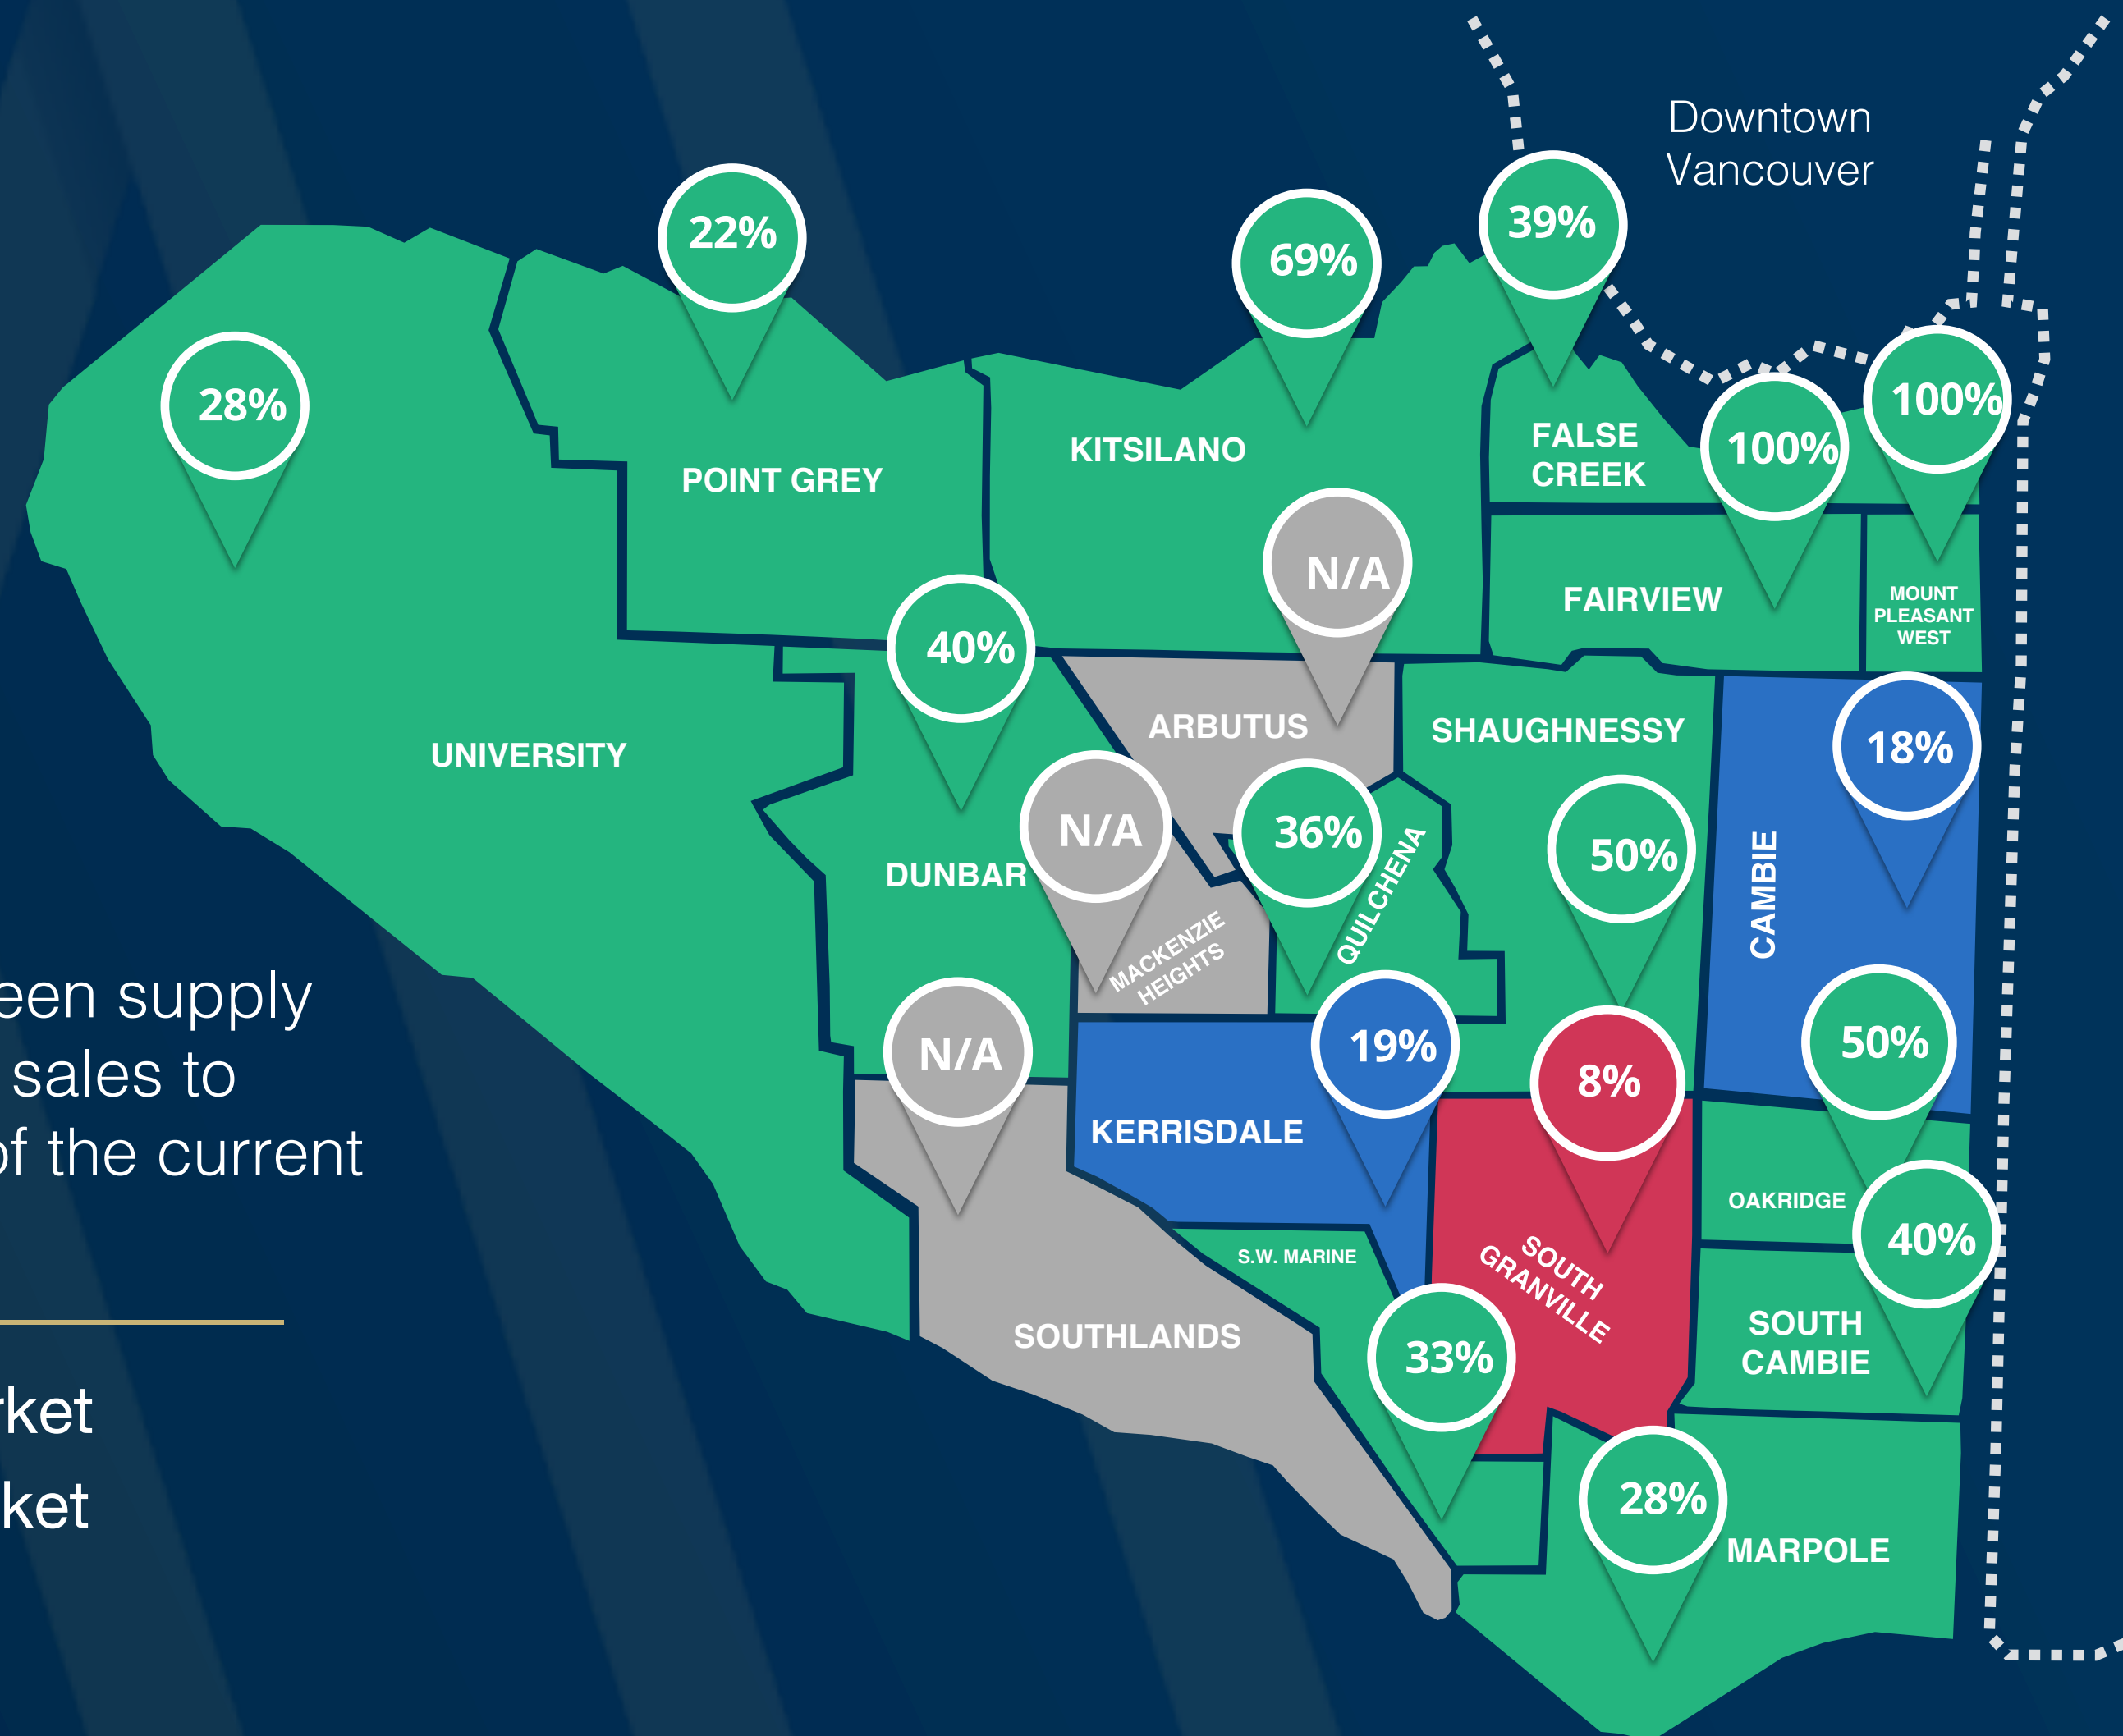 Downtown
Vancouver
22%
69%
39%
28%
100%
100%
FALSE
CREEK
KITSILANO
POINT GREY
N/A
FAIRVIEW
MOUNT
PLEASANT
WEST
40%
ARBUTUS
SHAUGHNESSY
18%
UNIVERSITY
N/A
36%
50%
CAMBIE
DUNBAR
QUILCHENA
MACKENZIE
HEIGHTS
een supply
sales to
of the current
N/A
19%
8%
50%
KERRISDALE
OAKRIDGE
40%
S.W. MARINE
SOUTH
GRANVILLE
SOUTHLANDS
33%
SOUTH
CAMBIE
rket
ket
28%
MARPOLE